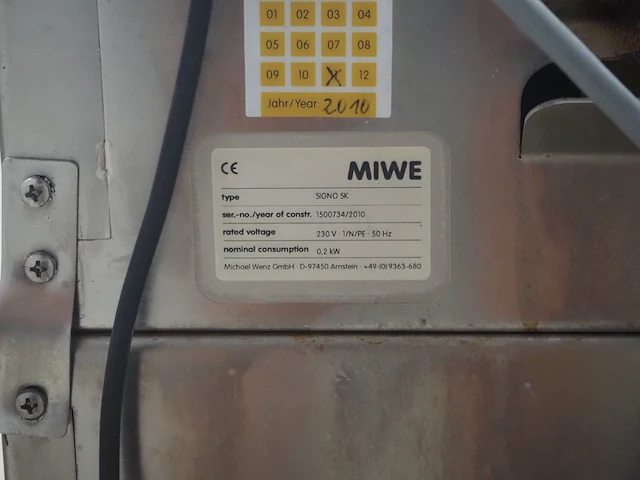 01 02 03 04
05 06 07 08
09 10 12
Jahr/Year: 2010
CE MIWE
type SIGNO SK
ser.-no./year of constr. 1500734/2010
rated voltage 230 V · 1/N/PE · 50 Hz
nominal consumption 0,2 kW
Michael Wenz GmbH · D-97450 Arnstein · +49-(0)9363-680